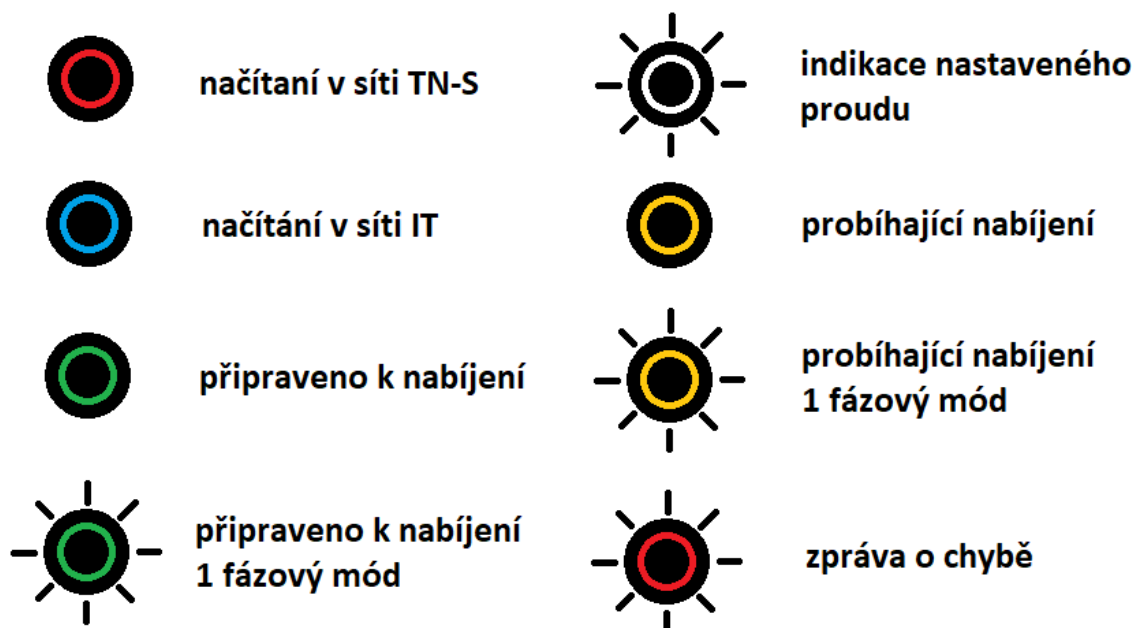 načítaní v síti TN-S
indikace nastaveného
proudu
načítání v síti IT
probíhající nabíjení
připraveno k nabíjení
probíhající nabíjení
1 fázový mód
připraveno k nabíjení
1 fázový mód
zpráva o chybě